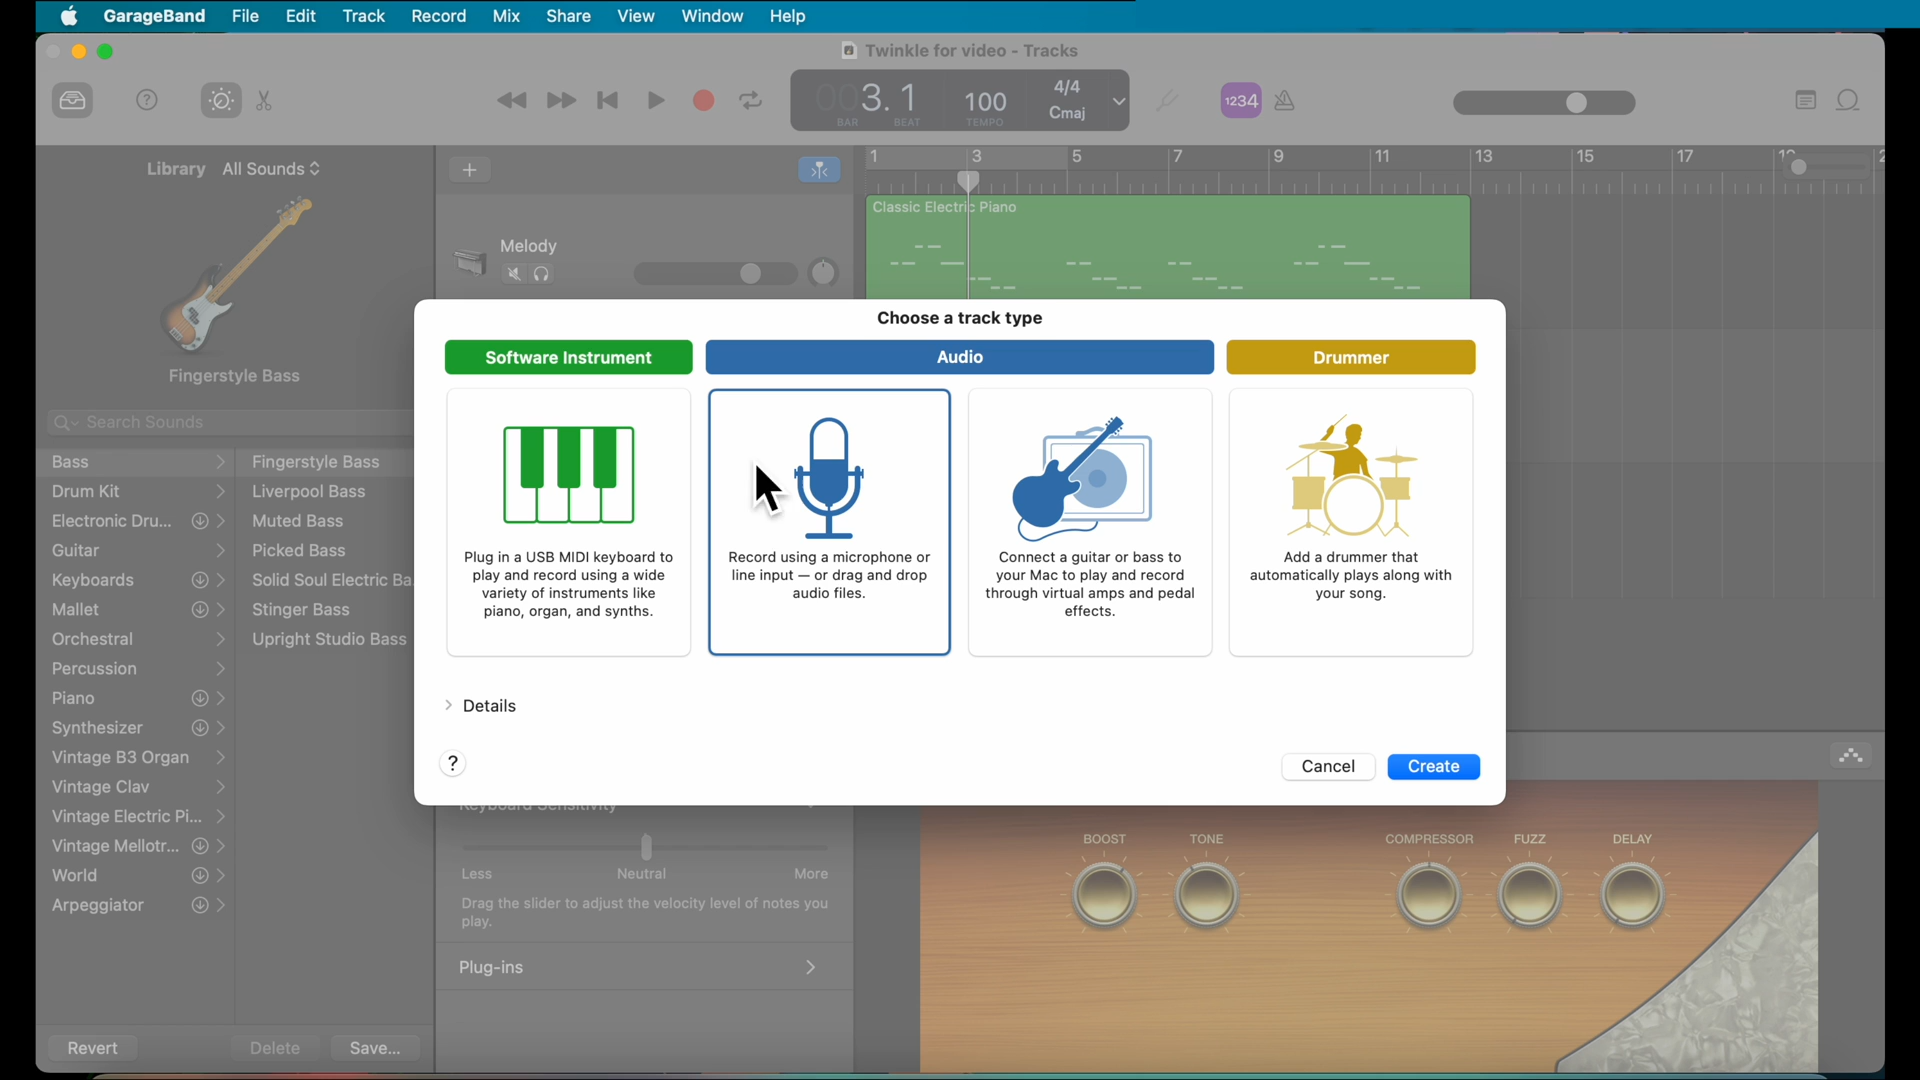 GarageBand File Edit Track Record Mix Share View Window Help
Twinkle for video - Tracks
003. 1
BAR BEAT
100
TEMPO
4/4
Cmaj
1234
Library All Sounds
Fingerstyle Bass
Search Sounds
Bass
Drum Kit
Electronic Dru...
Guitar
Keyboards
Mallet
Orchestral
Percussion
Piano
Synthesizer
Vintage B3 Organ
Vintage Clav
Vintage Electric Pi...
Vintage Mellotr...
World
Arpeggiator
Fingerstyle Bass
Liverpool Bass
Muted Bass
Picked Bass
Solid Soul Electric Ba
Stinger Bass
Upright Studio Bass
Revert Delete Save...
1 3 5 7 9 11 13 15 17
Classic Electric Piano
Melody
Choose a track type
Software Instrument
Audio
Drummer
Plug in a USB MIDI keyboard to
play and record using a wide
variety of instruments like
piano, organ, and synths.
Record using a microphone or
line input — or drag and drop
audio files.
Connect a guitar or bass to
your Mac to play and record
through virtual amps and pedal
effects.
Add a drummer that
automatically plays along with
your song.
Details
?
Cancel Create
Keyboard Sensitivity
Less Neutral More
Drag the slider to adjust the velocity level of notes you
play.
Plug-ins
BOOST TONE COMPRESSOR FUZZ DELAY